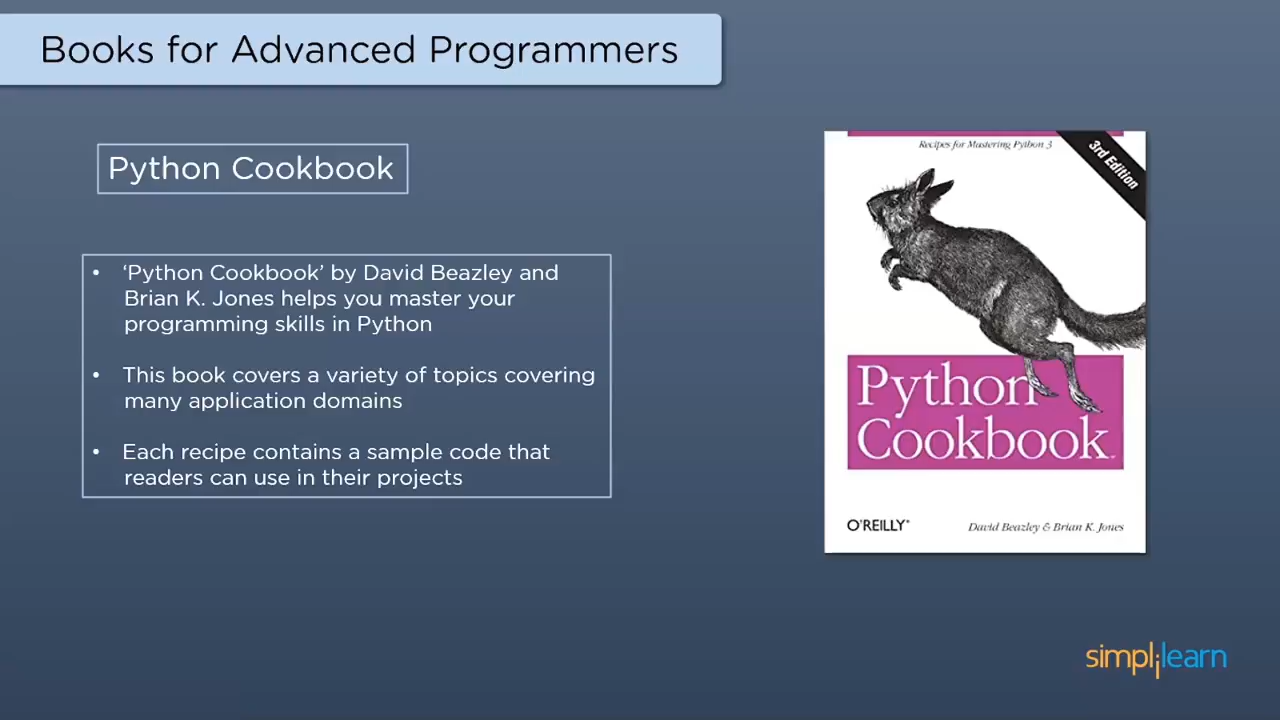 Books for Advanced Programmers
Python Cookbook
• ‘Python Cookbook’ by David Beazley and
Brian K. Jones helps you master your
programming skills in Python
• This book covers a variety of topics covering
many application domains
• Each recipe contains a sample code that
readers can use in their projects
Recipes for Mastering Python 3
3rd Edition
Python
Cookbook™
O'REILLY®
David Beazley & Brian K. Jones
simplilearn